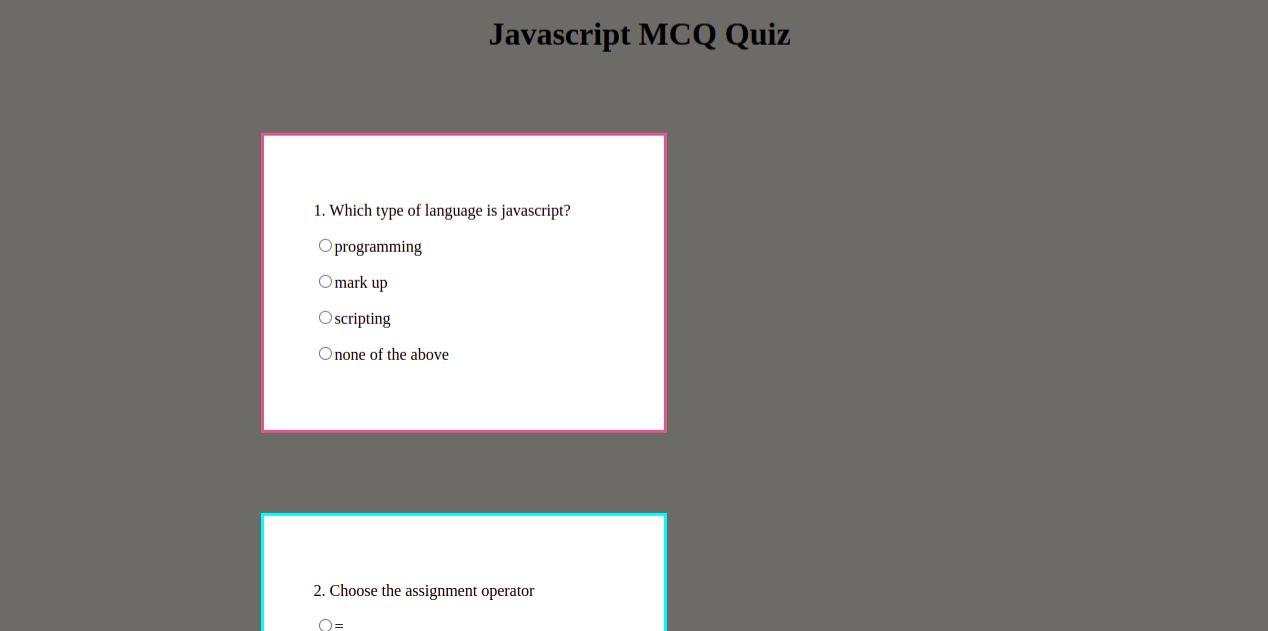 Javascript MCQ Quiz
1. Which type of language is javascript?
programming
mark up
scripting
none of the above
2. Choose the assignment operator
=